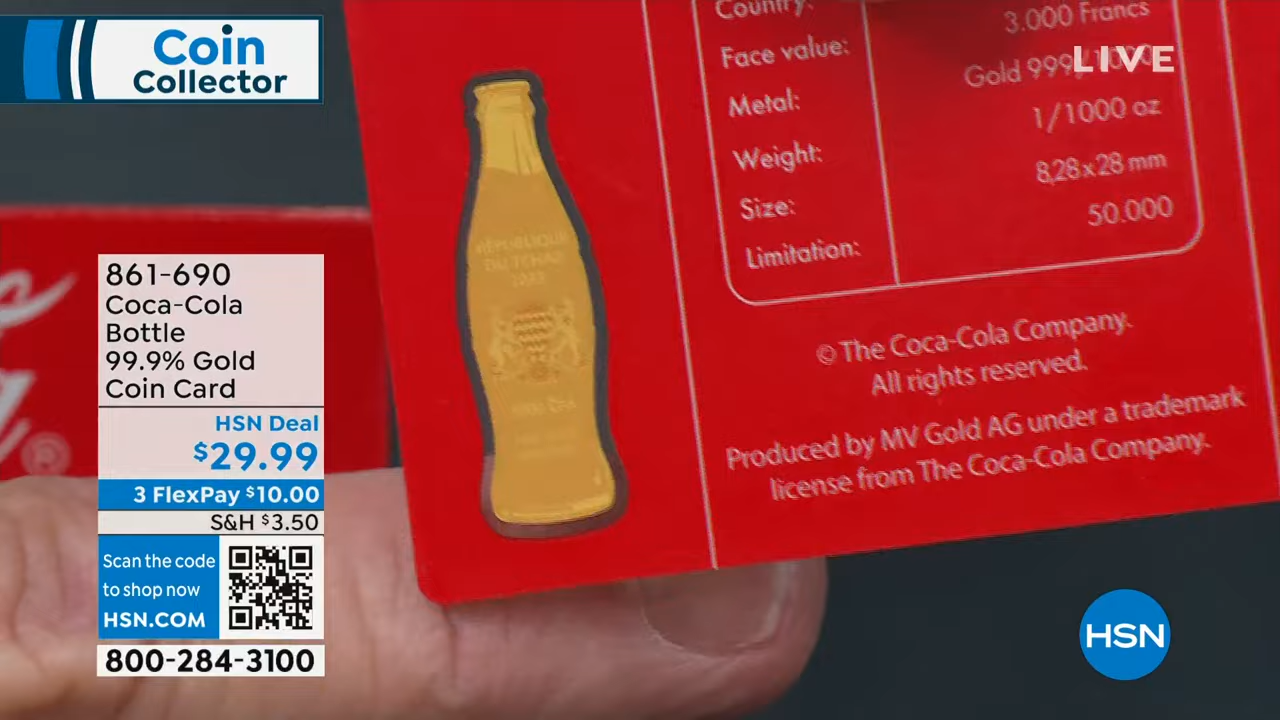 Coin
Collector
LIVE
861-690
Coca-Cola
Bottle
99.9% Gold
Coin Card
HSN Deal
$29.99
3 FlexPay $10.00
S&H $3.50
Scan the code
to shop now
HSN.COM
800-284-3100
®
RÉPUBLIQUE
DU TCHAD
Country:
Face value: 3.000 Francs
Metal: Gold 999
Weight: 1/1000 oz
Size: 8,28x28 mm
Limitation: 50.000
© The Coca-Cola Company.
All rights reserved.
Produced by MV Gold AG under a trademark
license from The Coca-Cola Company.
HSN